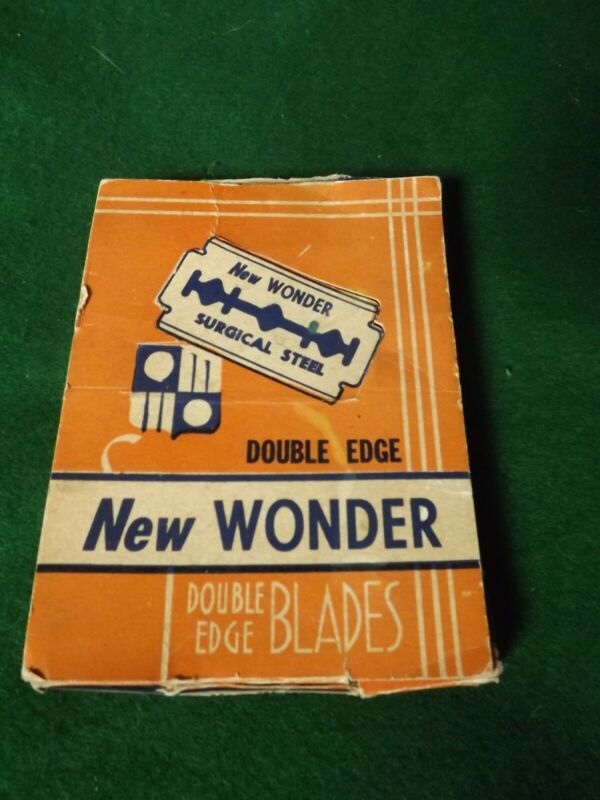 New WONDER
SURGICAL STEEL
DOUBLE EDGE
New WONDER
DOUBLE EDGE BLADES